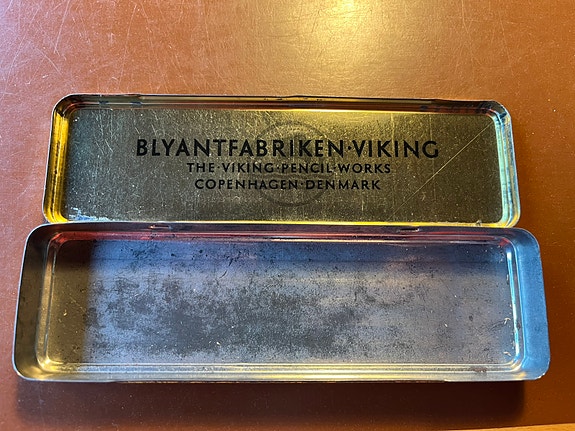 BLYANTFABRIKEN·VIKING
THE·VIKING·PENCIL·WORKS
COPENHAGEN·DENMARK